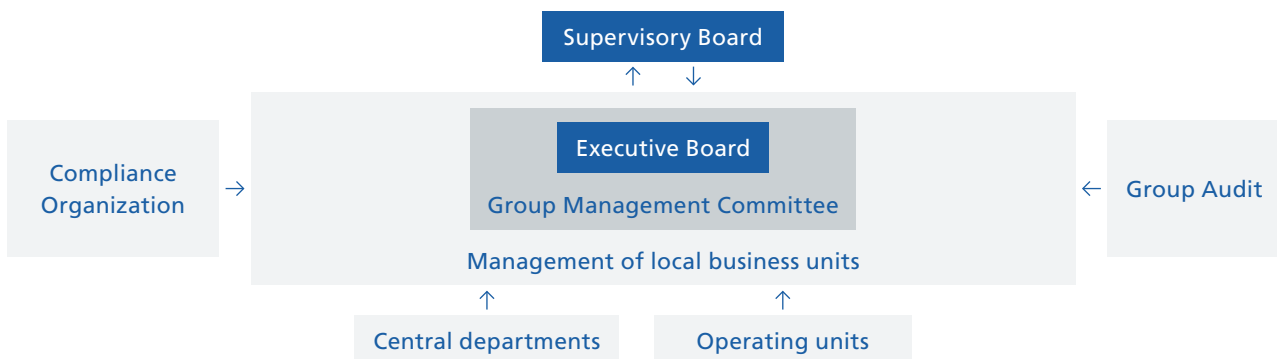 Supervisory Board
Executive Board
Group Management Committee
Management of local business units
Compliance
Organization
Group Audit
Central departments
Operating units